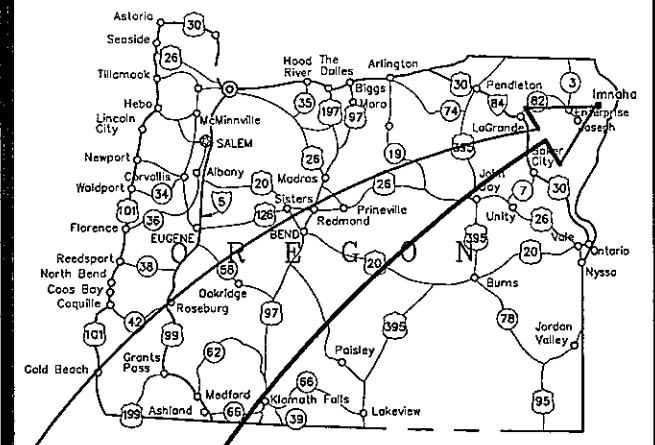 Astoria
30
Seaside
26
Tillamook
Hood River
The Dalles
Arlington
Biggs
Moro
30
Pendleton
84
82
3
Imnaha
Enterprise
Joseph
LaGrande
Hebo
McMinnville
35
197
97
74
Lincoln City
SALEM
19
395
Baker City
Newport
Corvallis
Albany
26
Madras
John Day
7
30
Waldport
34
20
Sisters
26
Prineville
Unity
26
101
5
126
Redmond
Florence
36
EUGENE
BEND
395
Vale
Ontario
OREGON
20
20
Nyssa
Reedsport
38
58
North Bend
Coos Bay
Oakridge
Burns
Coquille
42
Roseburg
97
395
78
101
99
Jordan Valley
Gold Beach
Grants Pass
62
Paisley
Medford
66
Klamath Falls
95
199
Ashland
66
39
Lakeview